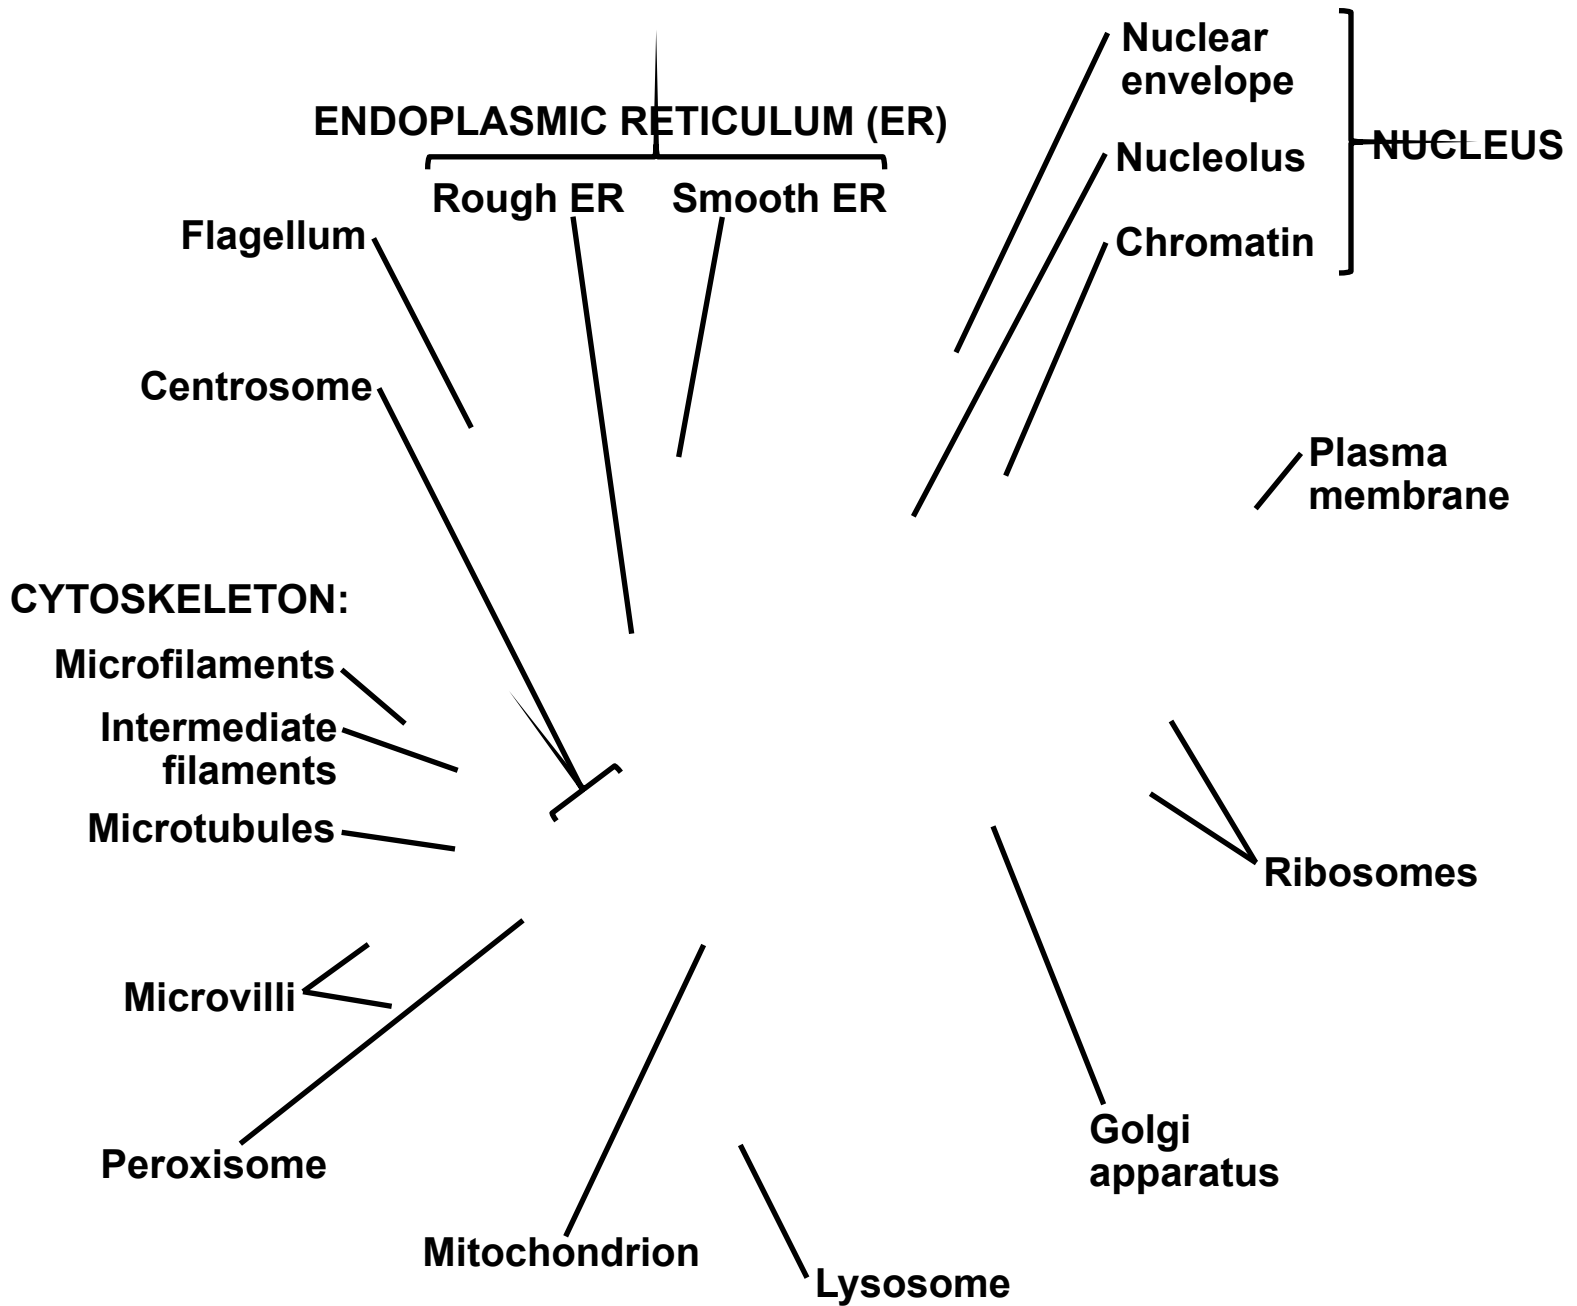 Nuclear
envelope
ENDOPLASMIC RETICULUM (ER)
NUCLEUS
Nucleolus
Rough ER
Smooth ER
Flagellum
Chromatin
Centrosome
Plasma
membrane
CYTOSKELETON:
Microfilaments
Intermediate
filaments
Microtubules
Ribosomes
Microvilli
Golgi
apparatus
Peroxisome
Mitochondrion
Lysosome